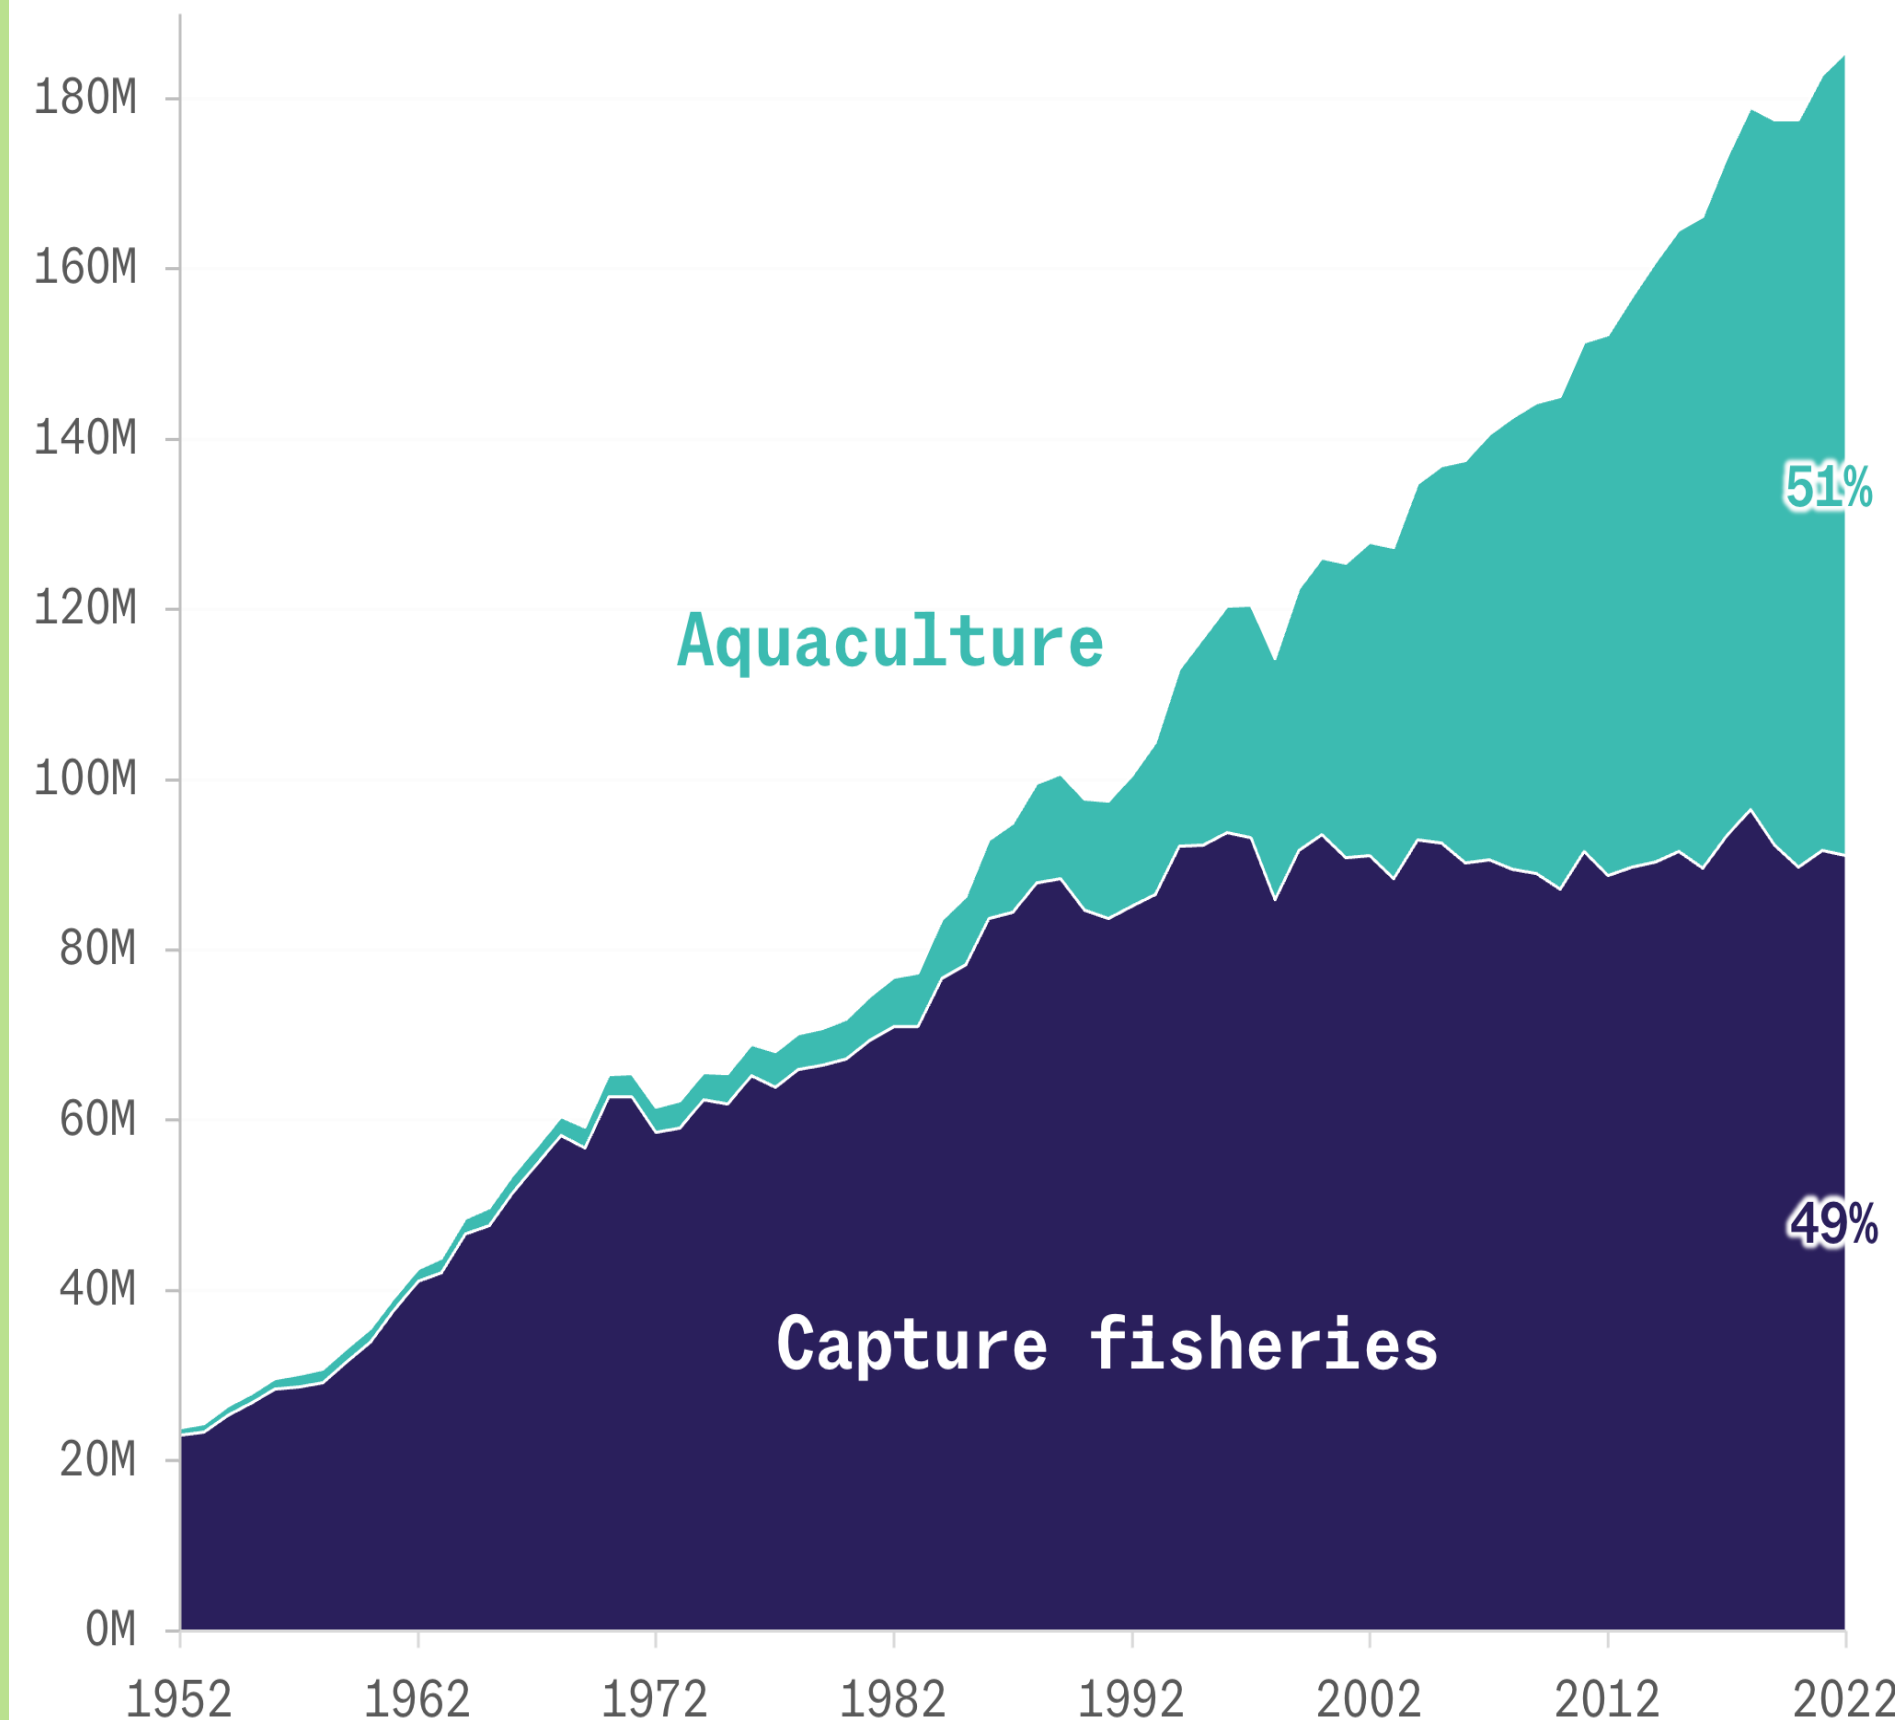 180M
160M
140M
51%
120M
Aquaculture
100M
80M
60M
49%
40M
Capture fisheries
20M
0M
1952 1962 1972 1982 1992 2002 2012 2022